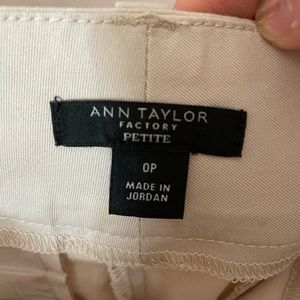 ANN TAYLOR
FACTORY
PETITE
0P
MADE IN
JORDAN